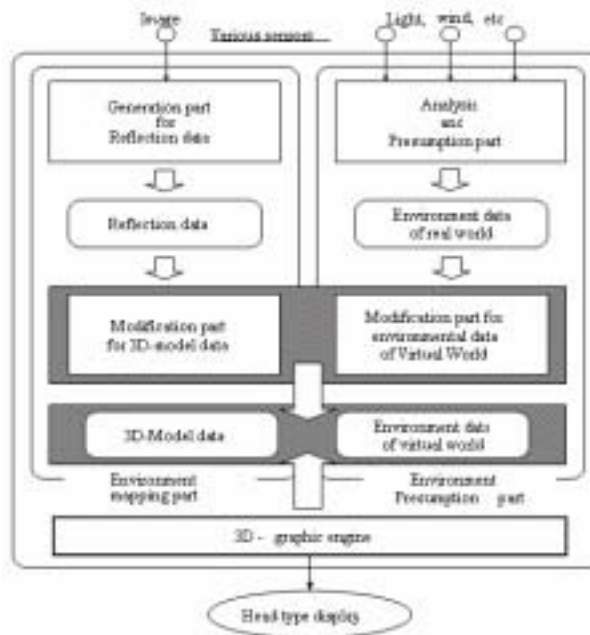 Image
Various sensors
Light, wind, etc
Generation part
for
Reflection data
Analysis
and
Presumption part
Reflection data
Environment data
of real world
Modification part
for 3D-model data
Modification part for
environmental data
of Virtual World
3D-Model data
Environment data
of virtual world
Environment
mapping part
Environment
Presumption part
3D - graphic engine
Head type display